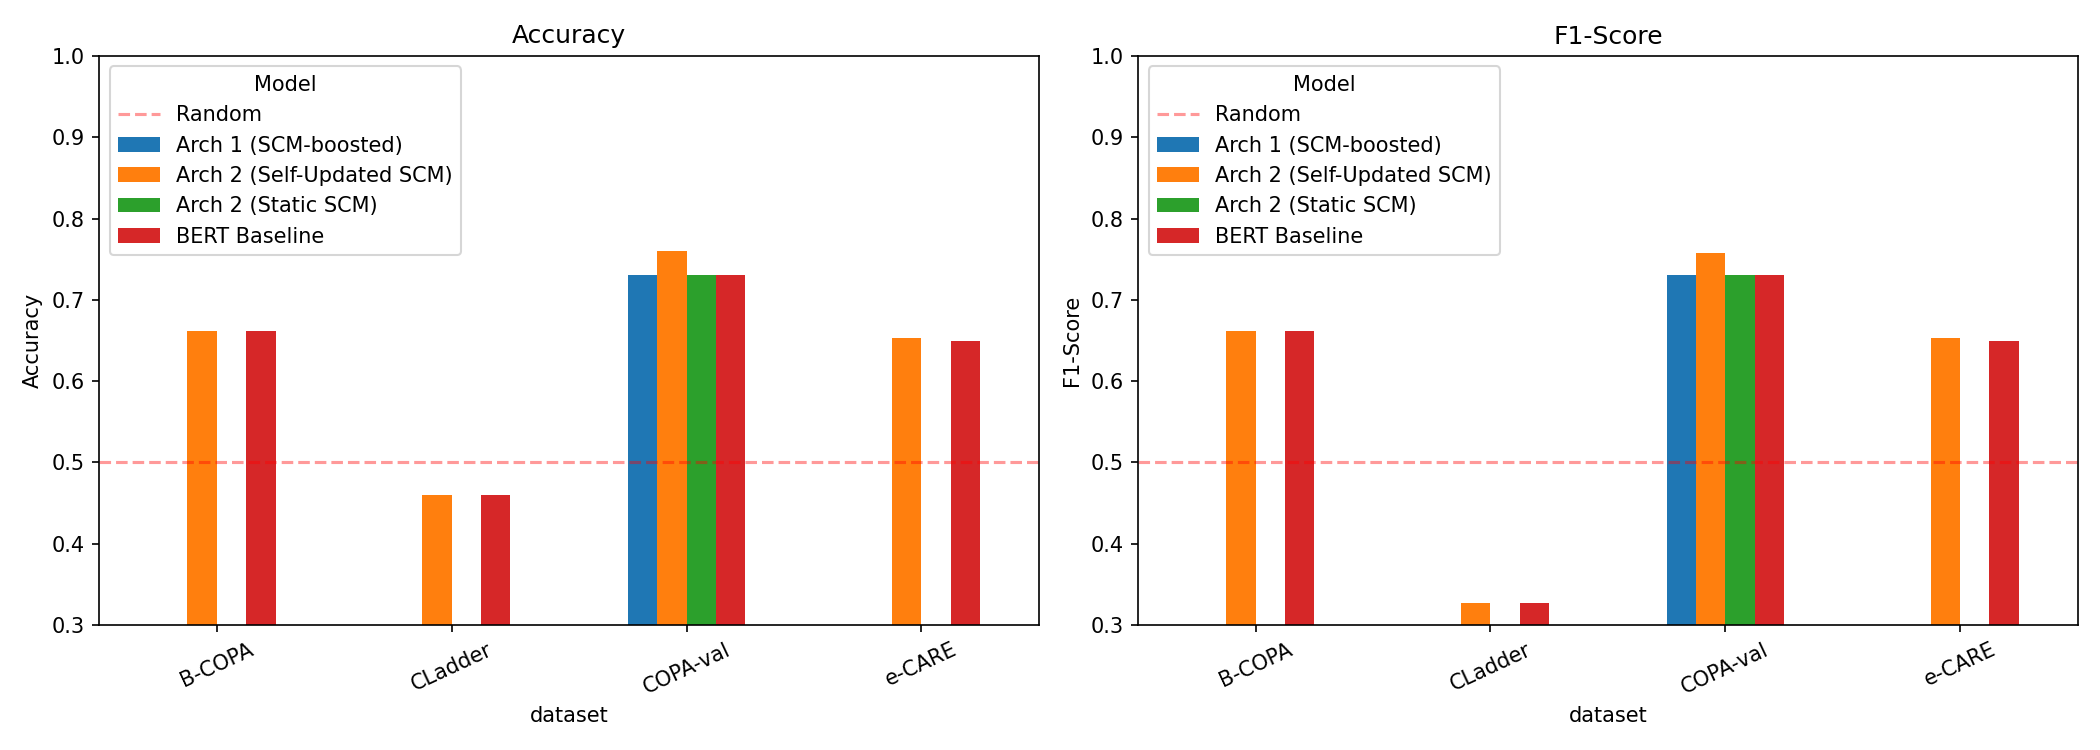 Accuracy
1.0
0.9
0.8
0.7
0.6
0.5
0.4
0.3
Accuracy
Model
Random
Arch 1 (SCM-boosted)
Arch 2 (Self-Updated SCM)
Arch 2 (Static SCM)
BERT Baseline
B-COPA
CLadder
COPA-val
e-CARE
dataset
F1-Score
1.0
0.9
0.8
0.7
0.6
0.5
0.4
0.3
F1-Score
Model
Random
Arch 1 (SCM-boosted)
Arch 2 (Self-Updated SCM)
Arch 2 (Static SCM)
BERT Baseline
B-COPA
CLadder
COPA-val
e-CARE
dataset